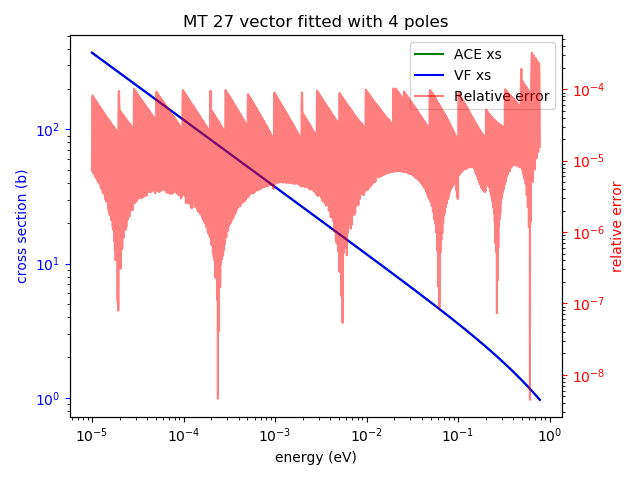 MT 27 vector fitted with 4 poles
ACE xs
VF xs
Relative error
cross section (b)
10^2
10^1
10^0
10^-4
10^-5
10^-6
10^-7
10^-8
relative error
10^-5
10^-4
10^-3
10^-2
10^-1
10^0
energy (eV)